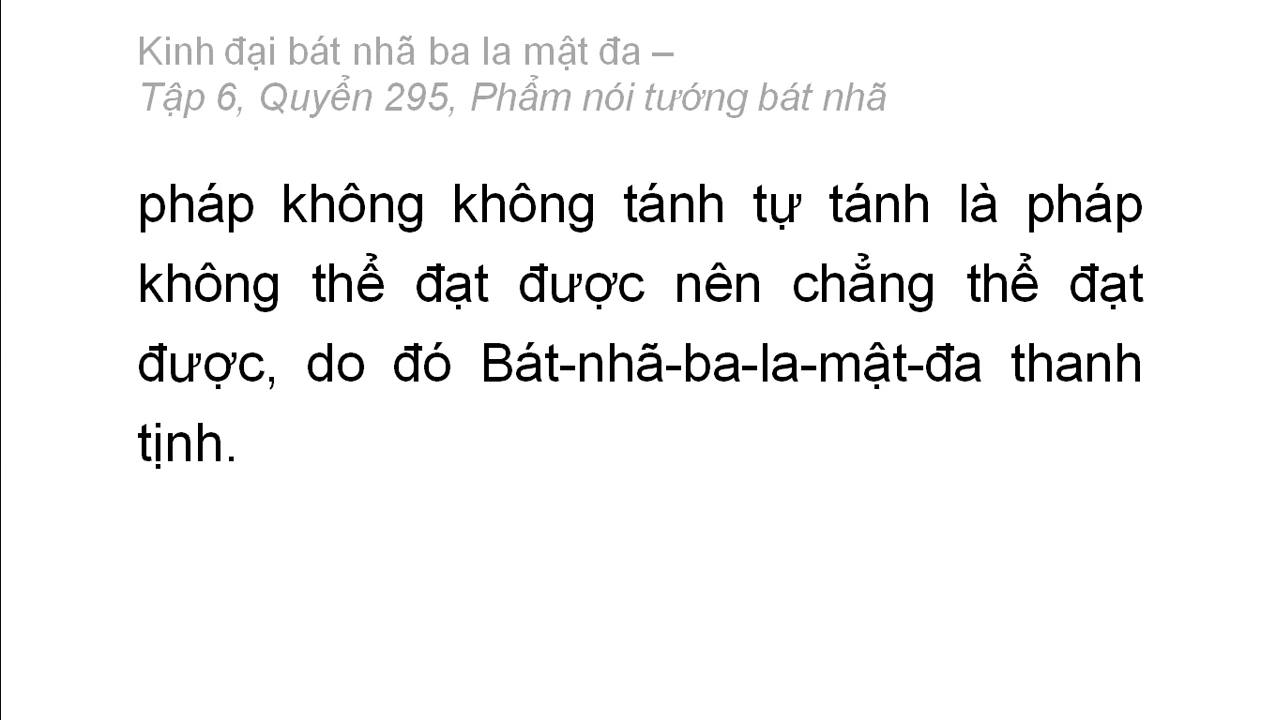 Kinh đại bát nhã ba la mật đa –
Tập 6, Quyển 295, Phẩm nói tướng bát nhã
pháp không không tánh tự tánh là pháp
không thể đạt được nên chẳng thể đạt
được, do đó Bát-nhã-ba-la-mật-đa thanh
tịnh.